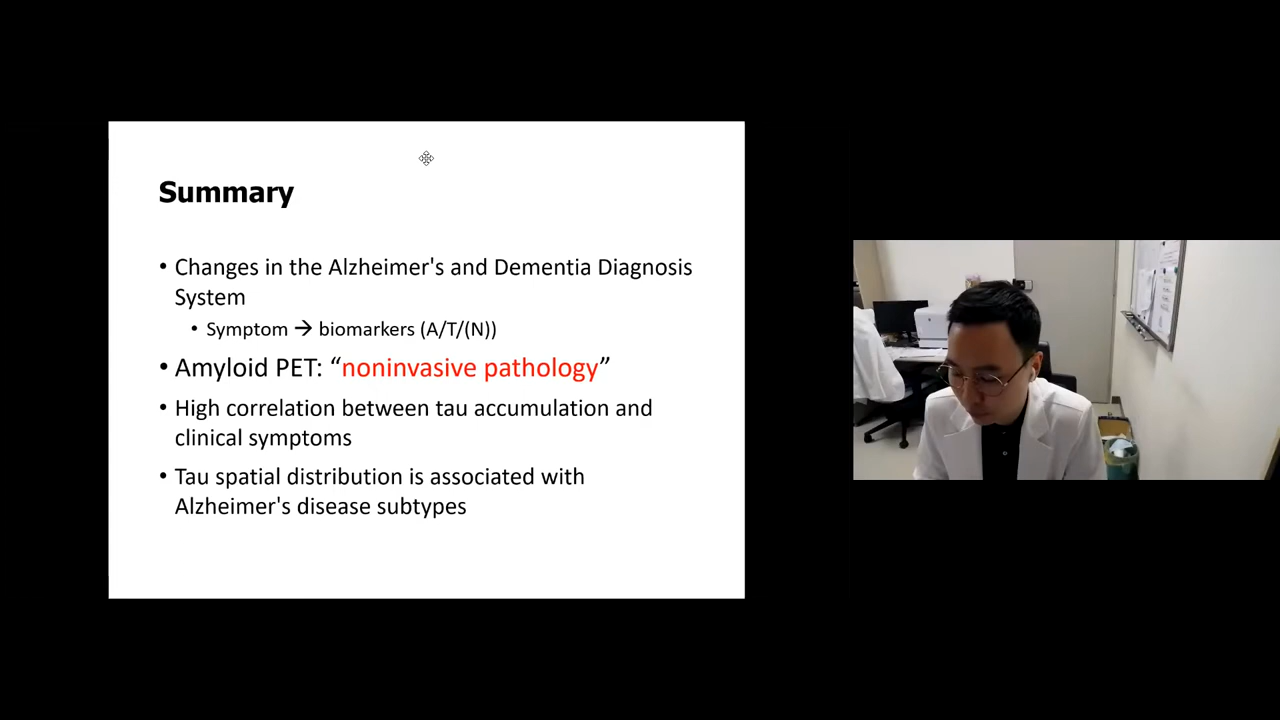 Summary
• Changes in the Alzheimer's and Dementia Diagnosis
System
• Symptom → biomarkers (A/T/(N))
• Amyloid PET: “noninvasive pathology”
• High correlation between tau accumulation and
clinical symptoms
• Tau spatial distribution is associated with
Alzheimer's disease subtypes